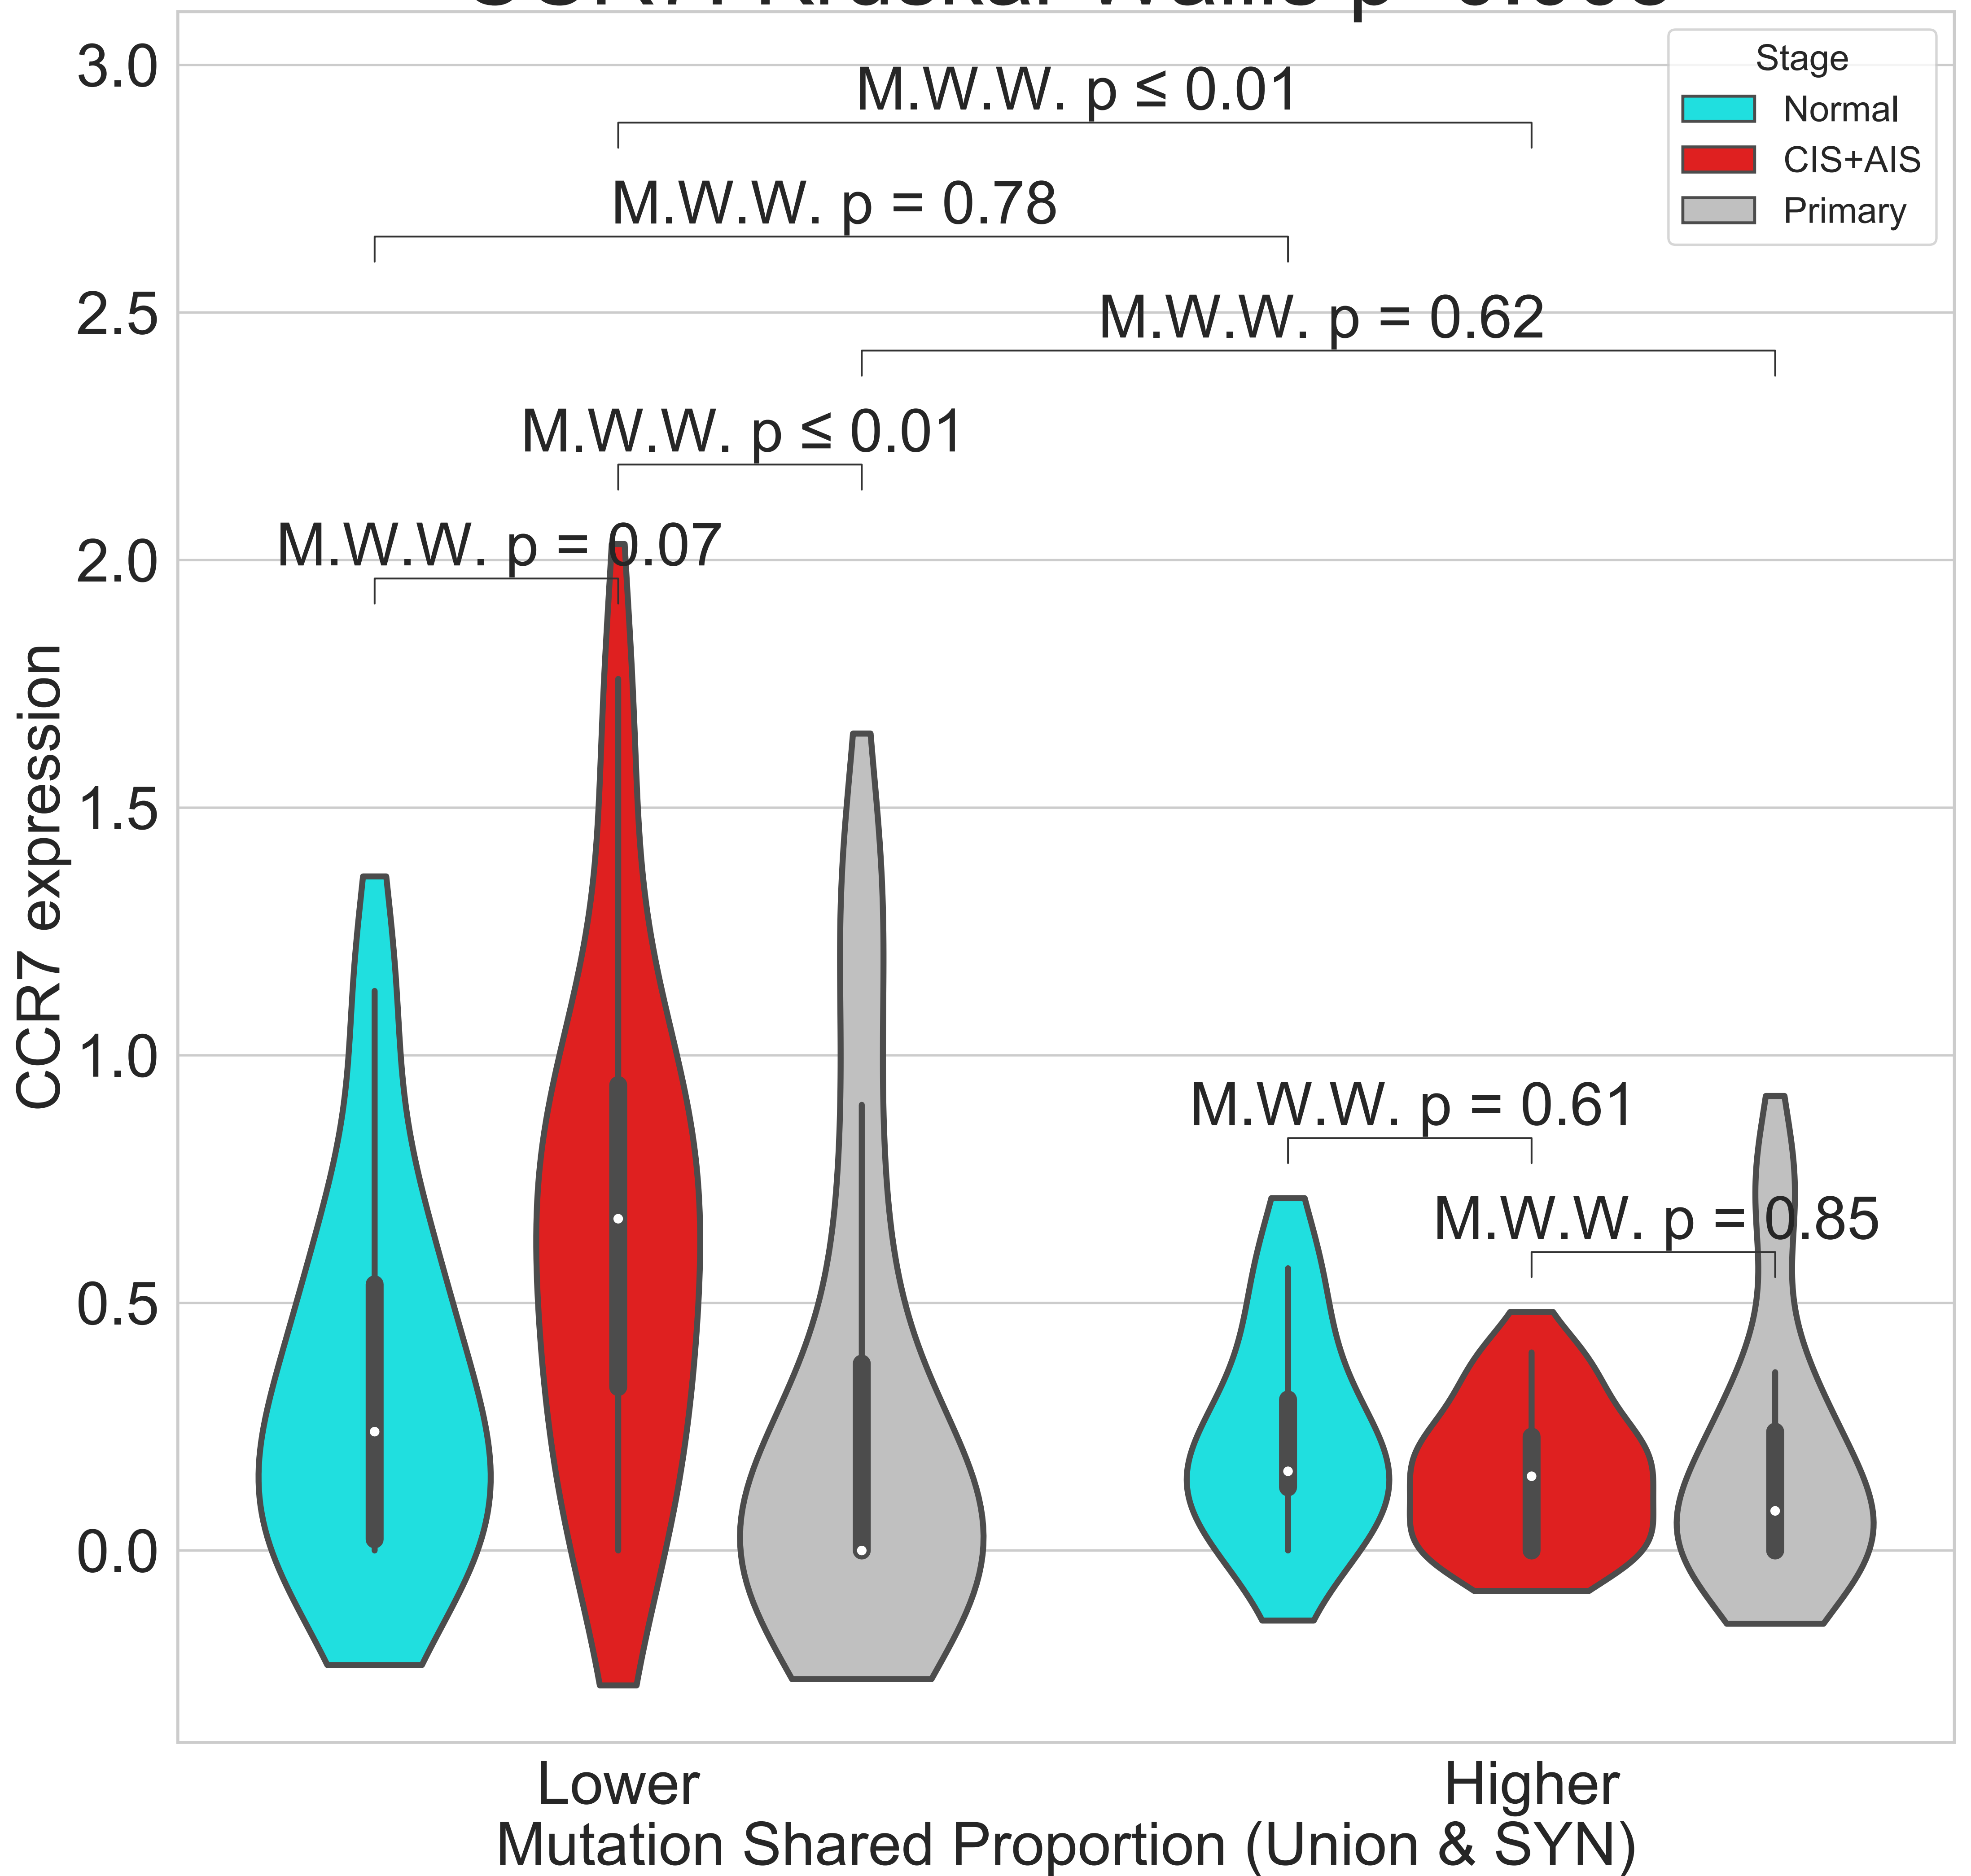 Stage
Normal
CIS+AIS
Primary
M.W.W. p ≤ 0.01
M.W.W. p = 0.78
M.W.W. p = 0.62
M.W.W. p ≤ 0.01
M.W.W. p = 0.07
M.W.W. p = 0.61
M.W.W. p = 0.85
3.0
2.5
2.0
1.5
1.0
0.5
0.0
CCR7 expression
Lower
Higher
Mutation Shared Proportion (Union & SYN)